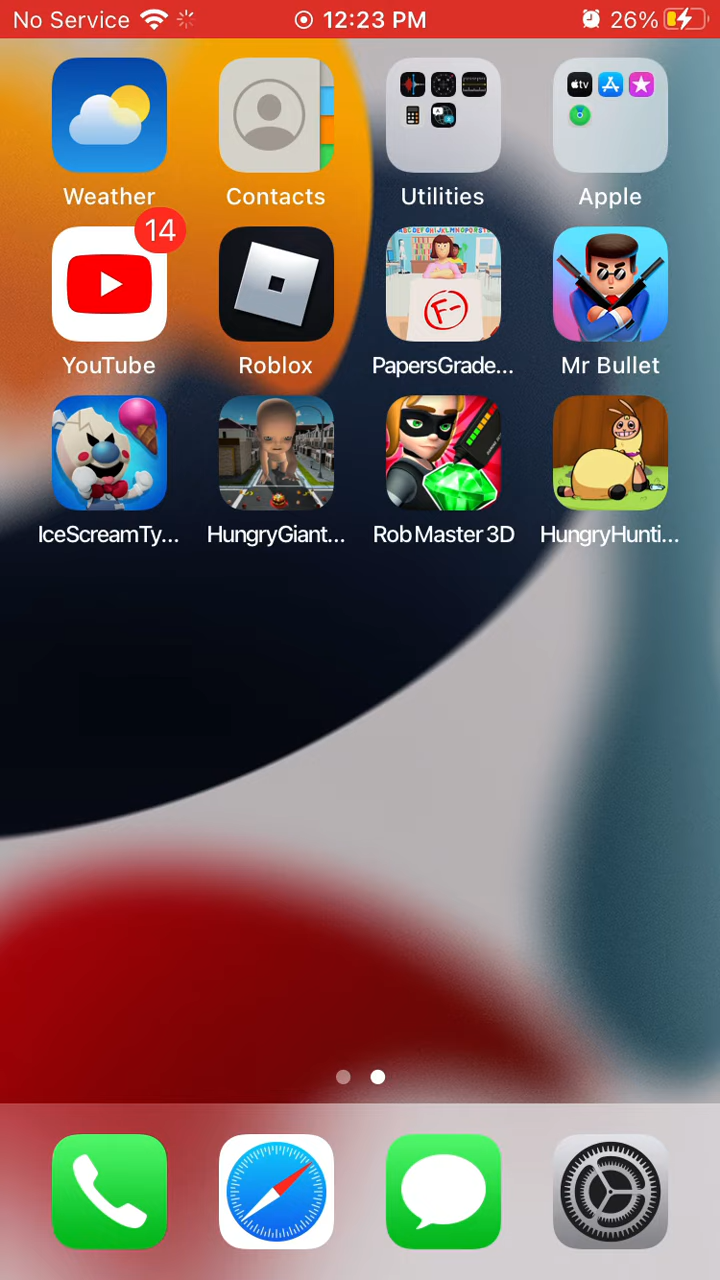 No Service 12:23 PM 26%
Weather Contacts Utilities Apple
14
YouTube Roblox PapersGrade... Mr Bullet
IceScreamTy... HungryGiant... Rob Master 3D HungryHunti...